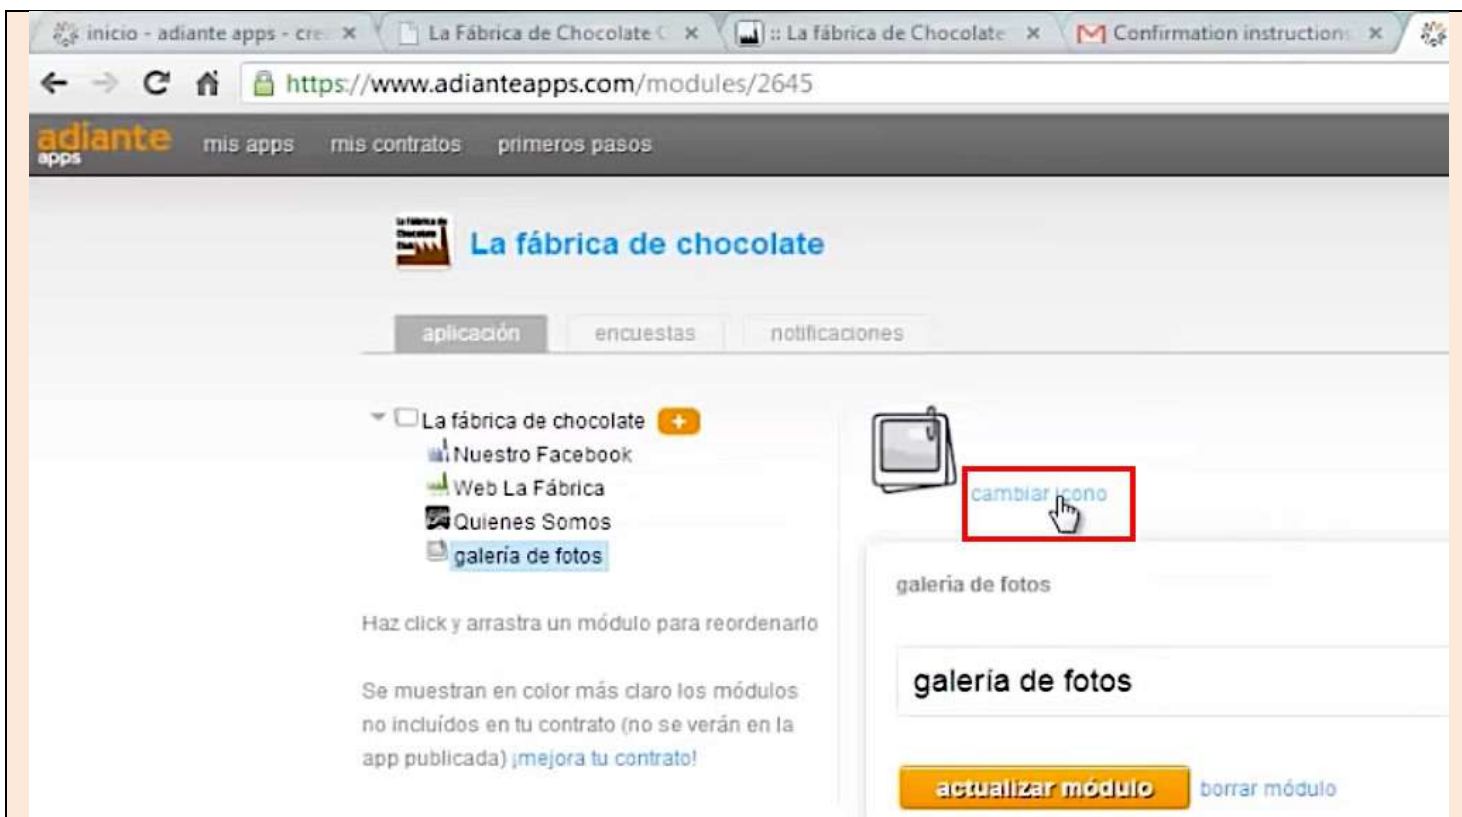 inicio - adiante apps - cre
La Fábrica de Chocolate C
:: La fábrica de Chocolate
Confirmation instructions
https://www.adianteapps.com/modules/2645
adiante
apps
mis apps
mis contratos
primeros pasos
La fábrica de chocolate
aplicación
encuestas
notificaciones
La fábrica de chocolate
Nuestro Facebook
Web La Fábrica
Quienes Somos
galería de fotos
Haz click y arrastra un módulo para reordenarlo
Se muestran en color más claro los módulos
no incluídos en tu contrato (no se verán en la
app publicada) ¡mejora tu contrato!
cambiar icono
galería de fotos
galería de fotos
actualizar módulo
borrar módulo